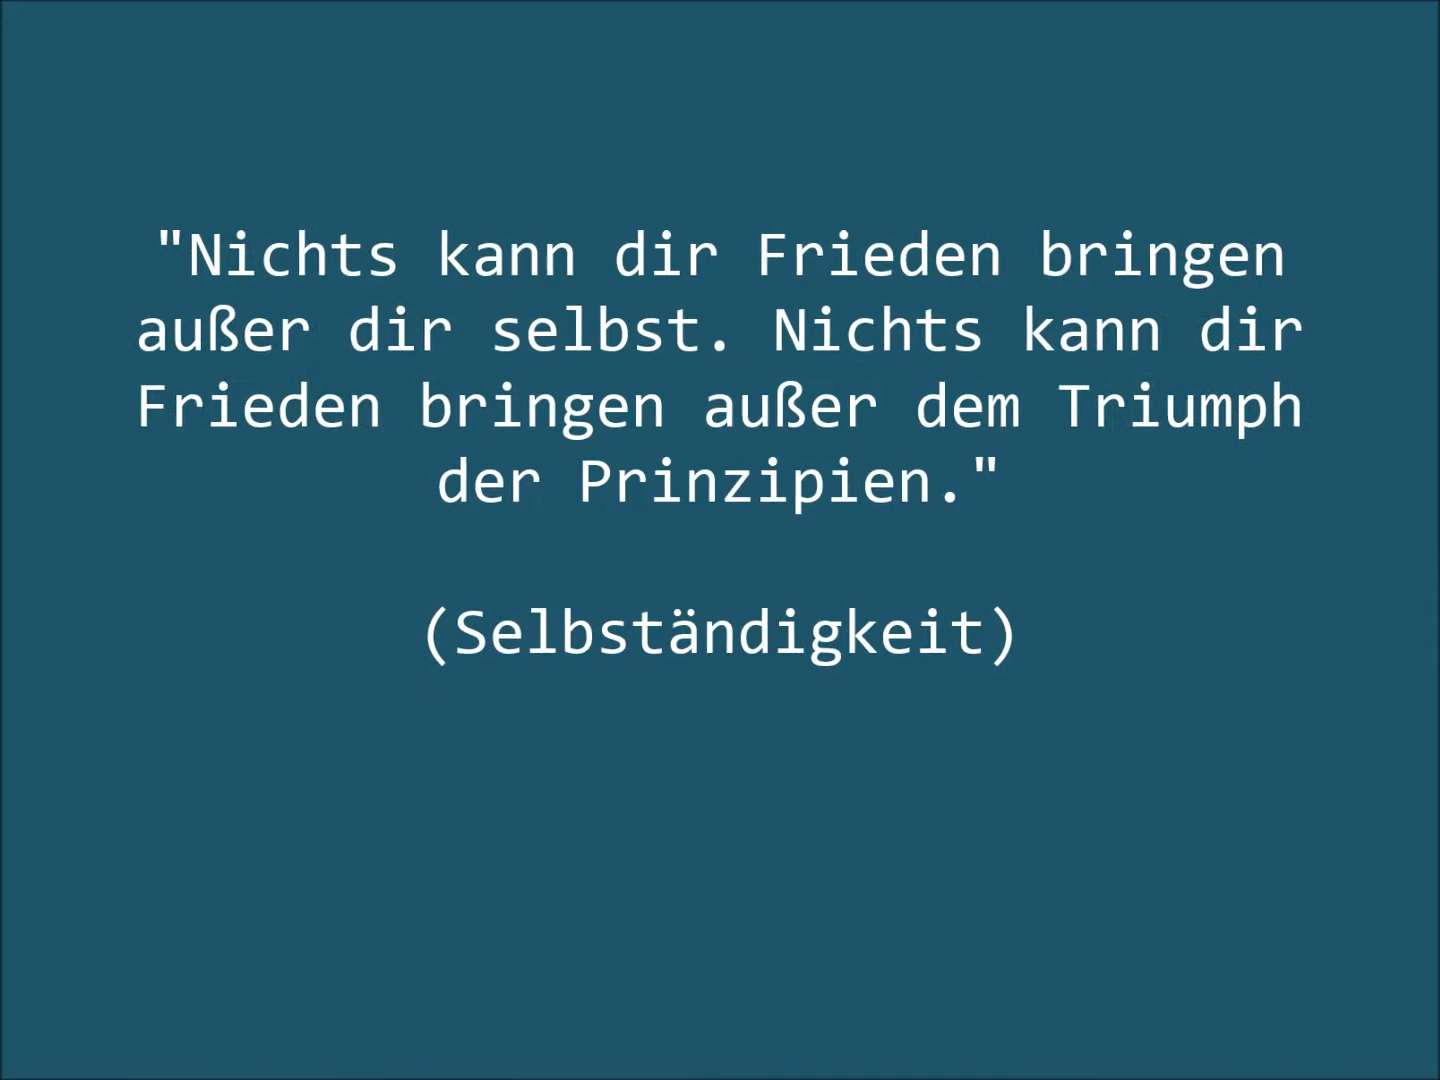 "Nichts kann dir Frieden bringen
außer dir selbst. Nichts kann dir
Frieden bringen außer dem Triumph
der Prinzipien."
(Selbständigkeit)